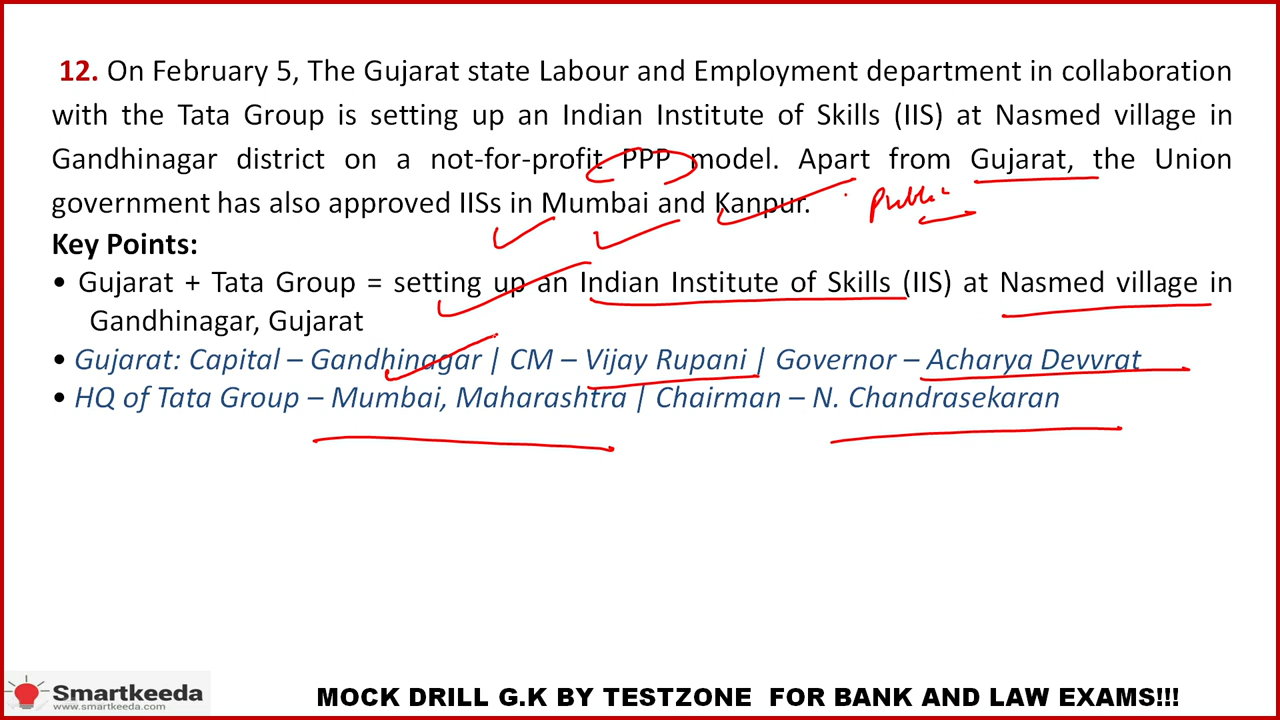 12. On February 5, The Gujarat state Labour and Employment department in collaboration
with the Tata Group is setting up an Indian Institute of Skills (IIS) at Nasmed village in
Gandhinagar district on a not-for-profit PPP model. Apart from Gujarat, the Union
government has also approved IISs in Mumbai and Kanpur.
Public
Key Points:
• Gujarat + Tata Group = setting up an Indian Institute of Skills (IIS) at Nasmed village in
Gandhinagar, Gujarat
• Gujarat: Capital – Gandhinagar | CM – Vijay Rupani | Governor – Acharya Devvrat
• HQ of Tata Group – Mumbai, Maharashtra | Chairman – N. Chandrasekaran
Smartkeeda
www.smartkeeda.com
MOCK DRILL G.K BY TESTZONE FOR BANK AND LAW EXAMS!!!